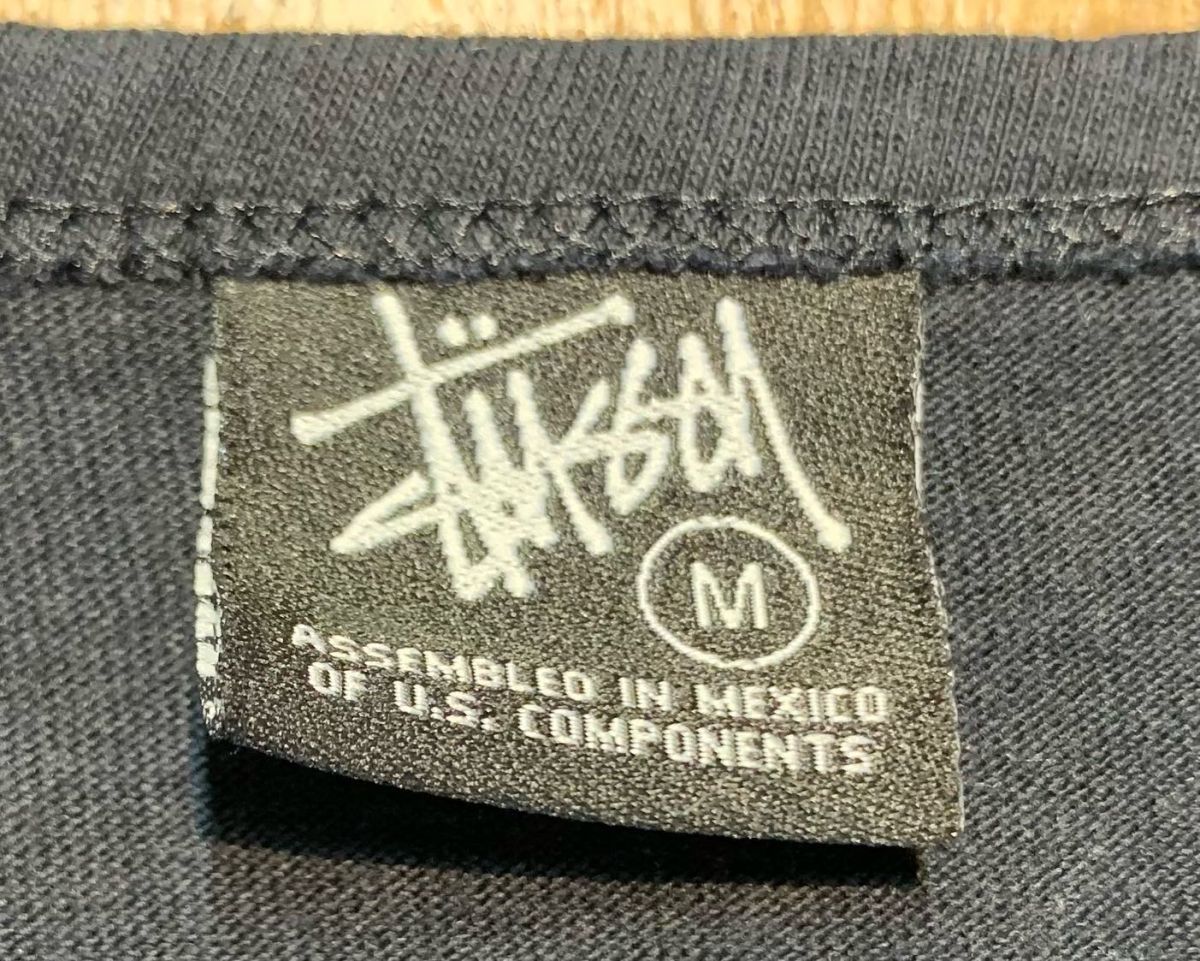 Stüssy
M
ASSEMBLED IN MEXICO
OF U.S. COMPONENTS